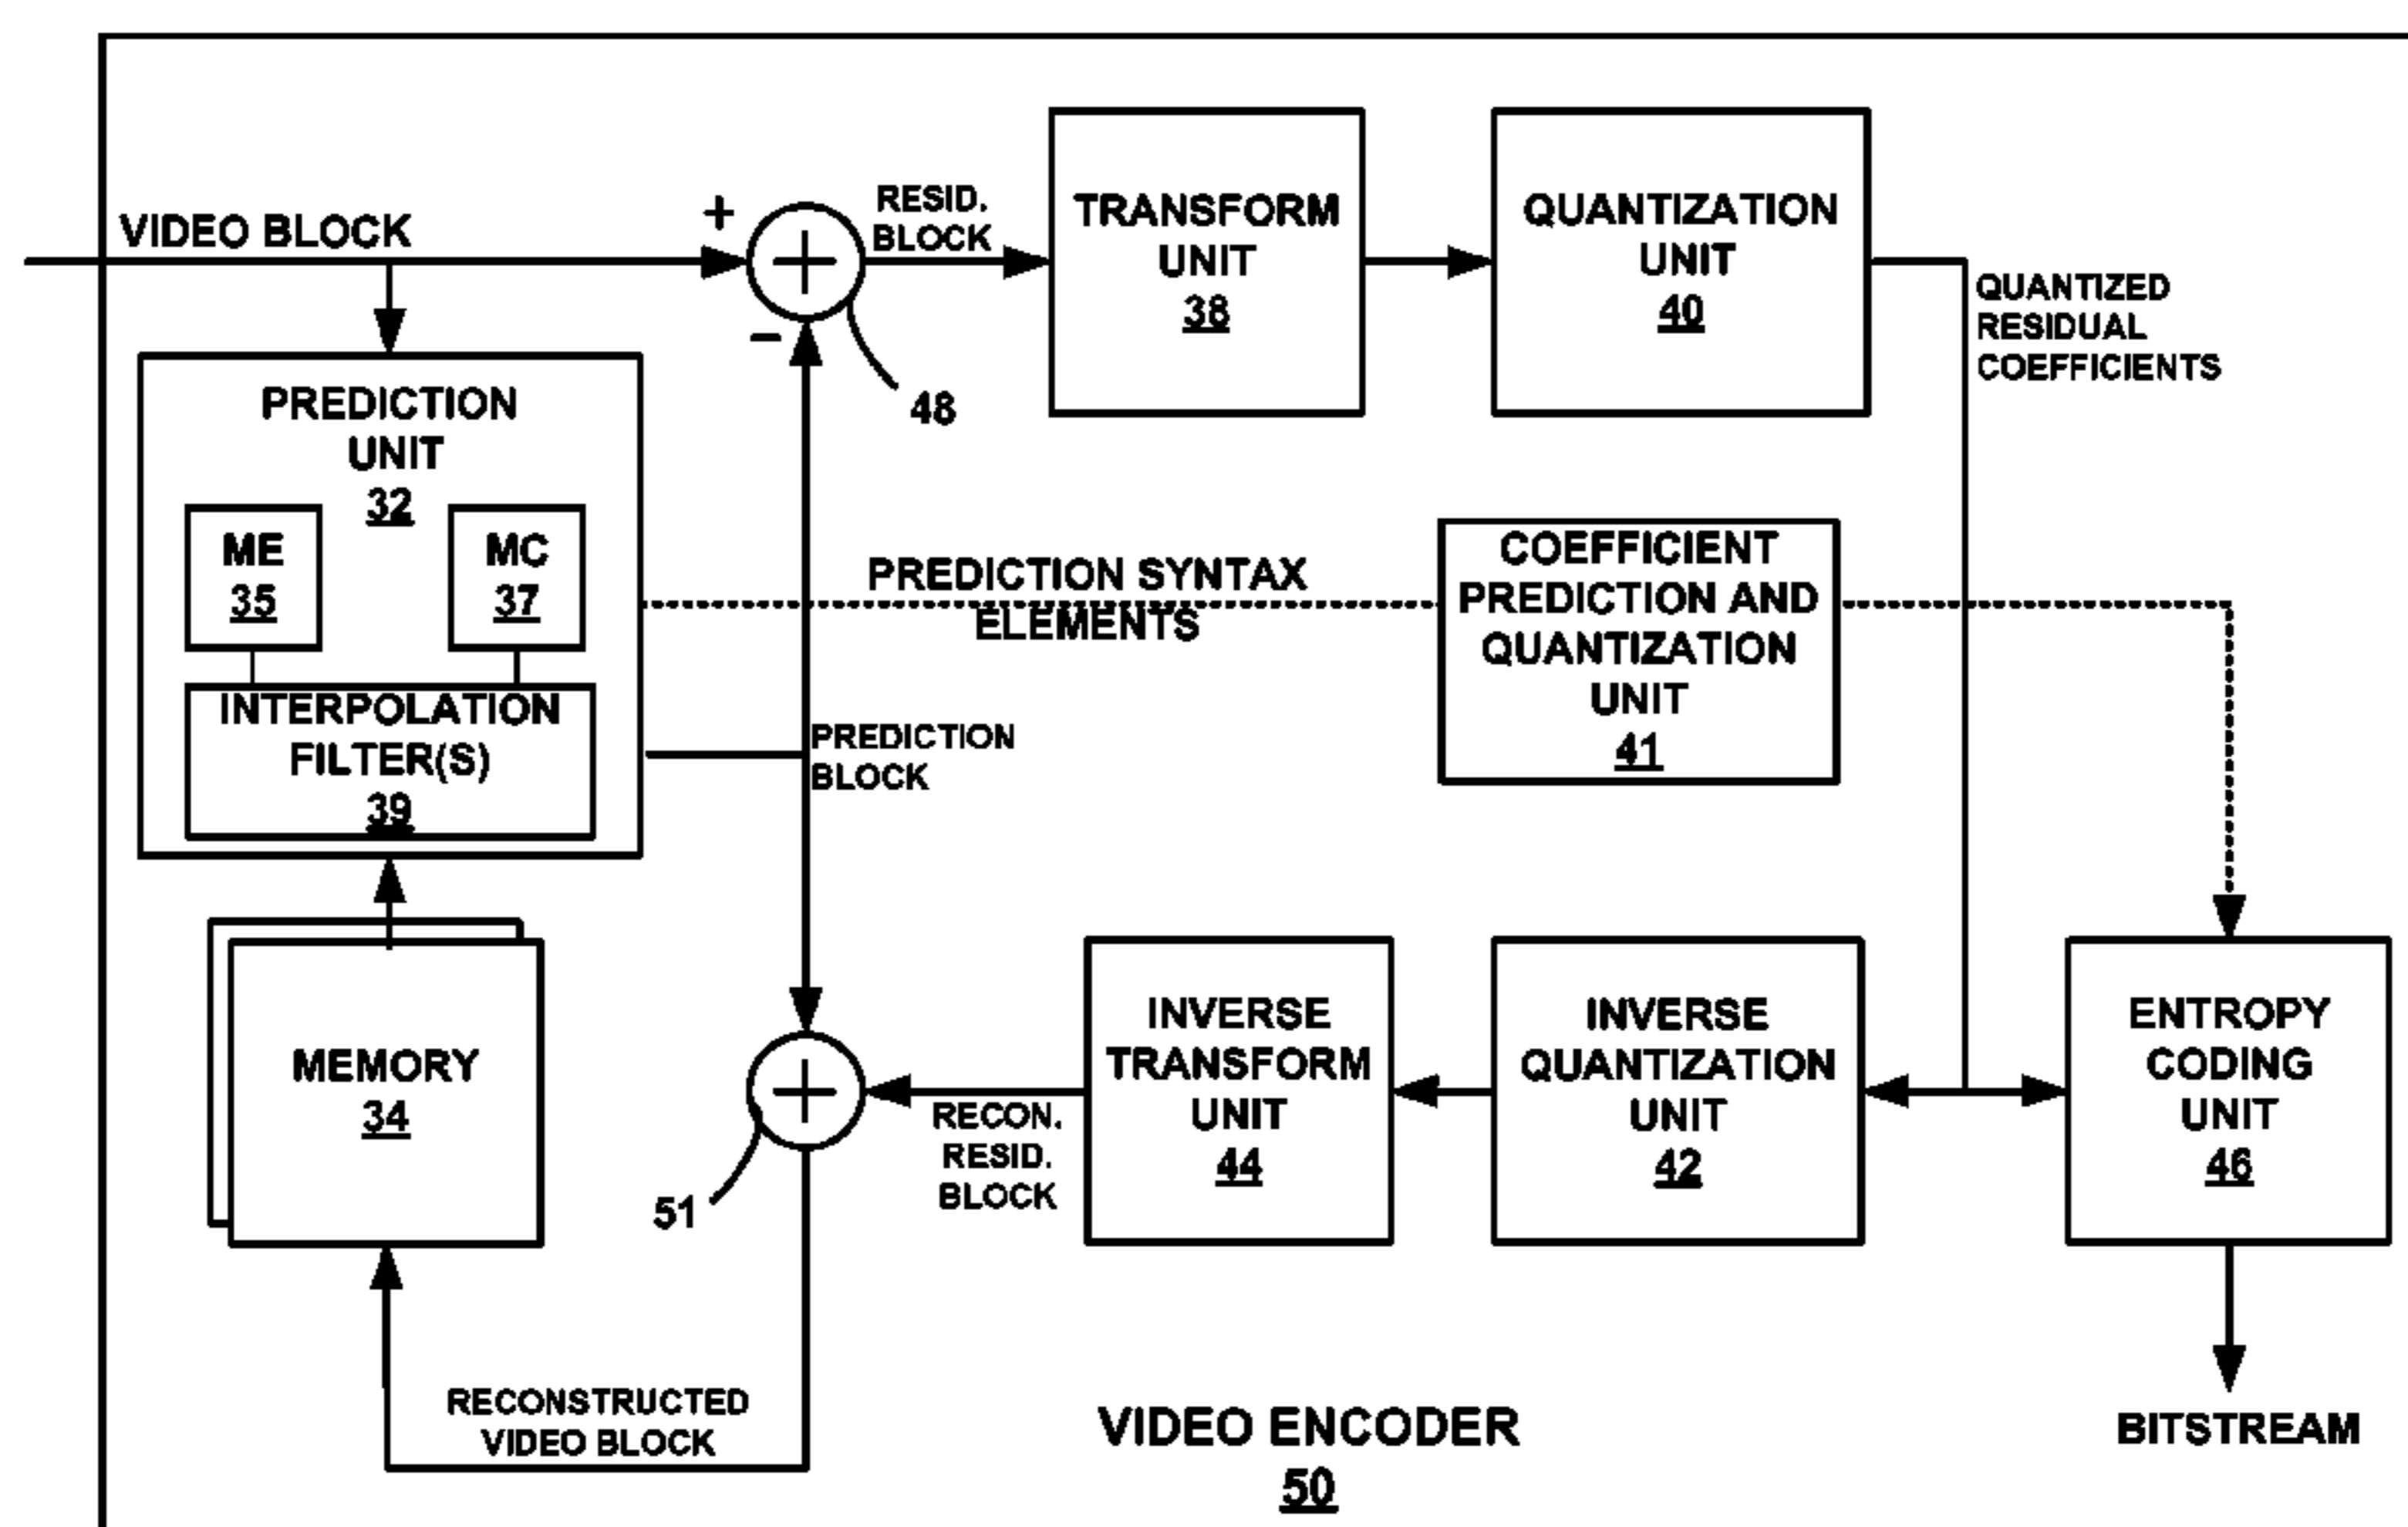 VIDEO BLOCK
+
−
RESID.
BLOCK
48
TRANSFORM
UNIT
38
QUANTIZATION
UNIT
40
QUANTIZED
RESIDUAL
COEFFICIENTS
PREDICTION
UNIT
32
ME
35
MC
37
INTERPOLATION
FILTER(S)
39
PREDICTION SYNTAX
ELEMENTS
COEFFICIENT
PREDICTION AND
QUANTIZATION
UNIT
41
PREDICTION
BLOCK
MEMORY
34
51
RECON.
RESID.
BLOCK
INVERSE
TRANSFORM
UNIT
44
INVERSE
QUANTIZATION
UNIT
42
ENTROPY
CODING
UNIT
46
RECONSTRUCTED
VIDEO BLOCK
VIDEO ENCODER
50
BITSTREAM